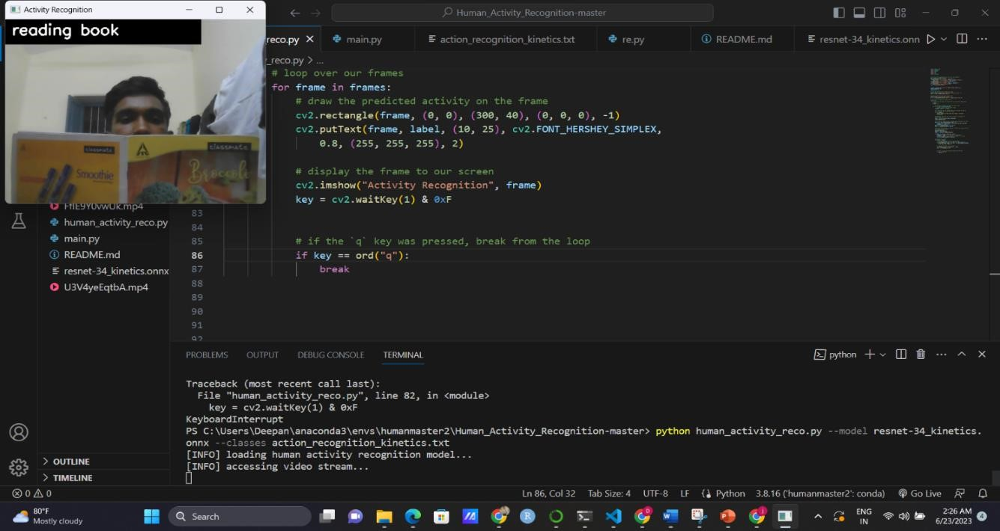 Activity Recognition
reading book
classmate
Smoothie
classmate
Broccoli
Human_Activity_Recognition-master
reco.py
main.py
action_recognition_kinetics.txt
re.py
README.md
resnet-34_kinetics.onn
_reco.py > ...
# loop over our frames
for frame in frames:
# draw the predicted activity on the frame
cv2.rectangle(frame, (0, 0), (300, 40), (0, 0, 0), -1)
cv2.putText(frame, label, (10, 25), cv2.FONT_HERSHEY_SIMPLEX,
0.8, (255, 255, 255), 2)
# display the frame to our screen
cv2.imshow("Activity Recognition", frame)
key = cv2.waitKey(1) & 0xF
83
84
85 # if the `q` key was pressed, break from the loop
86 if key == ord("q"):
87 break
88
89
90
91
92
human_activity_reco.py
main.py
README.md
resnet-34_kinetics.onnx
U3V4yeEqtbA.mp4
> OUTLINE
> TIMELINE
PROBLEMS OUTPUT DEBUG CONSOLE TERMINAL
python
Traceback (most recent call last):
File "human_activity_reco.py", line 82, in <module>
key = cv2.waitKey(1) & 0xF
KeyboardInterrupt
PS C:\Users\Deepan\anaconda3\envs\humanmaster2\Human_Activity_Recognition-master> python human_activity_reco.py --model resnet-34_kinetics.
onnx --classes action_recognition_kinetics.txt
[INFO] loading human activity recognition model...
[INFO] accessing video stream...
0 0
Ln 86, Col 32 Tab Size: 4 UTF-8 LF Python 3.8.16 ('humanmaster2': conda) Go Live
80°F
Mostly cloudy
Search
ENG
IN
2:26 AM
6/23/2023
4